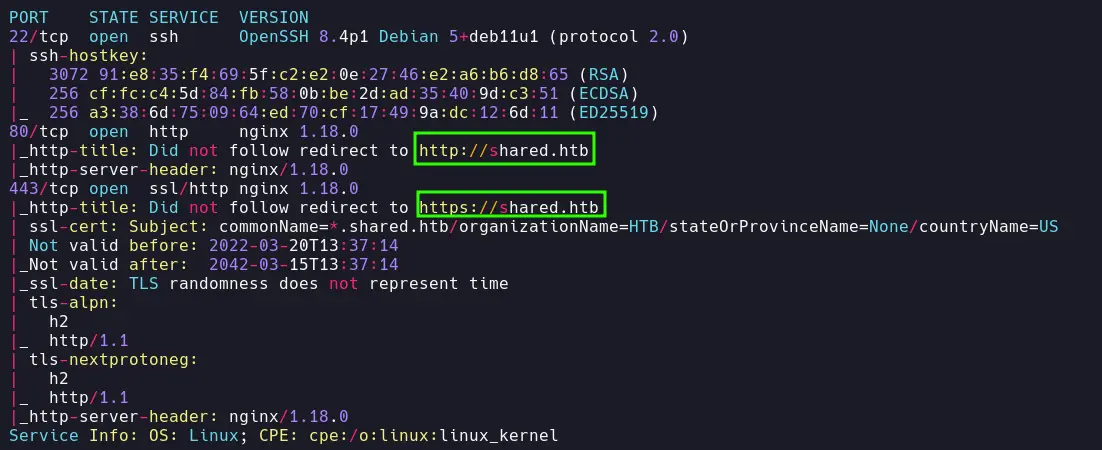 PORT    STATE SERVICE  VERSION
22/tcp  open  ssh      OpenSSH 8.4p1 Debian 5+deb11u1 (protocol 2.0)
| ssh-hostkey:
|   3072 91:e8:35:f4:69:5f:c2:e2:0e:27:46:e2:a6:b6:d8:65 (RSA)
|   256 cf:fc:c4:5d:84:fb:58:0b:be:2d:ad:35:40:9d:c3:51 (ECDSA)
|_  256 a3:38:6d:75:09:64:ed:70:cf:17:49:9a:dc:12:6d:11 (ED25519)
80/tcp  open  http     nginx 1.18.0
|_http-title: Did not follow redirect to http://shared.htb
|_http-server-header: nginx/1.18.0
443/tcp open  ssl/http nginx 1.18.0
|_http-title: Did not follow redirect to https://shared.htb
| ssl-cert: Subject: commonName=*.shared.htb/organizationName=HTB/stateOrProvinceName=None/countryName=US
| Not valid before: 2022-03-20T13:37:14
|_Not valid after:  2042-03-15T13:37:14
|_ssl-date: TLS randomness does not represent time
| tls-alpn:
|   h2
|_  http/1.1
| tls-nextprotoneg:
|   h2
|_  http/1.1
|_http-server-header: nginx/1.18.0
Service Info: OS: Linux; CPE: cpe:/o:linux:linux_kernel